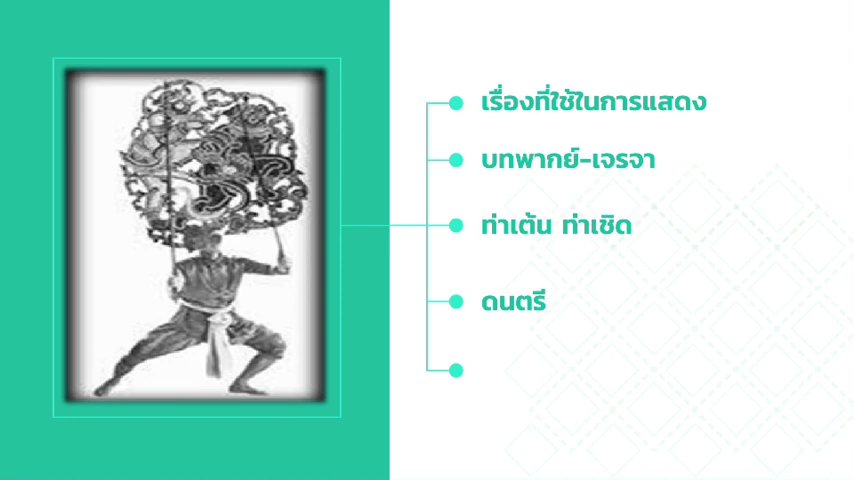 เรื่องที่ใช้ในการแสดง
บทพากย์-เจรจา
ท่าเต้น ท่าเชิด
ดนตรี